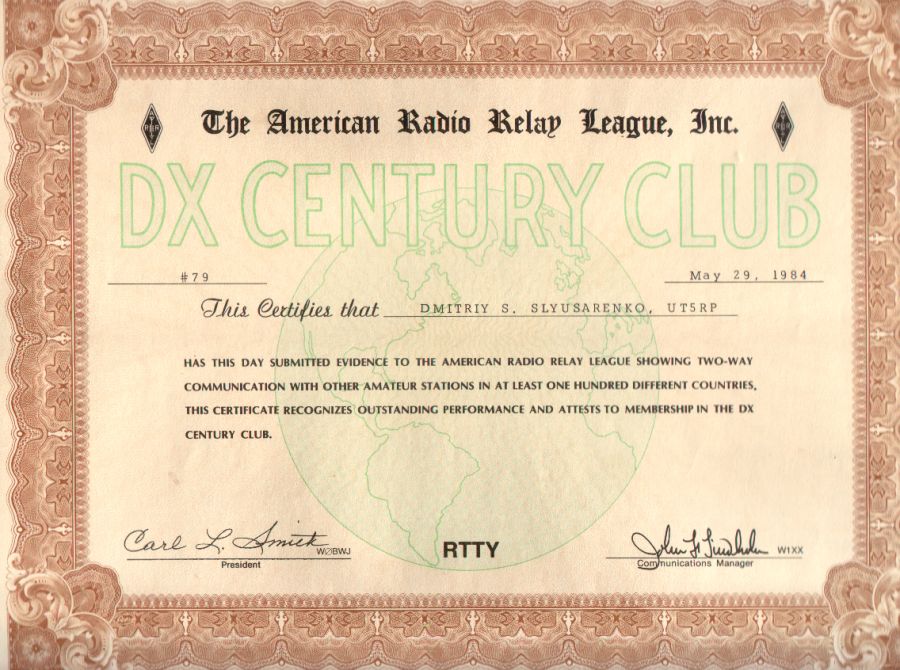 The American Radio Relay League, Inc.
DX CENTURY CLUB
#79
May 29, 1984
This Certifies that DMITRIY S. SLYUSARENKO, UT5RP
HAS THIS DAY SUBMITTED EVIDENCE TO THE AMERICAN RADIO RELAY LEAGUE SHOWING TWO-WAY
COMMUNICATION WITH OTHER AMATEUR STATIONS IN AT LEAST ONE HUNDRED DIFFERENT COUNTRIES,
THIS CERTIFICATE RECOGNIZES OUTSTANDING PERFORMANCE AND ATTESTS TO MEMBERSHIP IN THE DX
CENTURY CLUB.
Carl L. Smith WØBWJ
President
RTTY
John F. Lindholm W1XX
Communications Manager